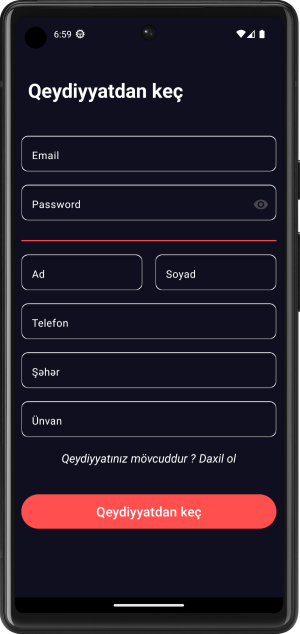 6:59
Qeydiyyatdan keç
Email
Password
Ad
Soyad
Telefon
Şəhər
Ünvan
Qeydiyyatınız mövcuddur ? Daxil ol
Qeydiyyatdan keç